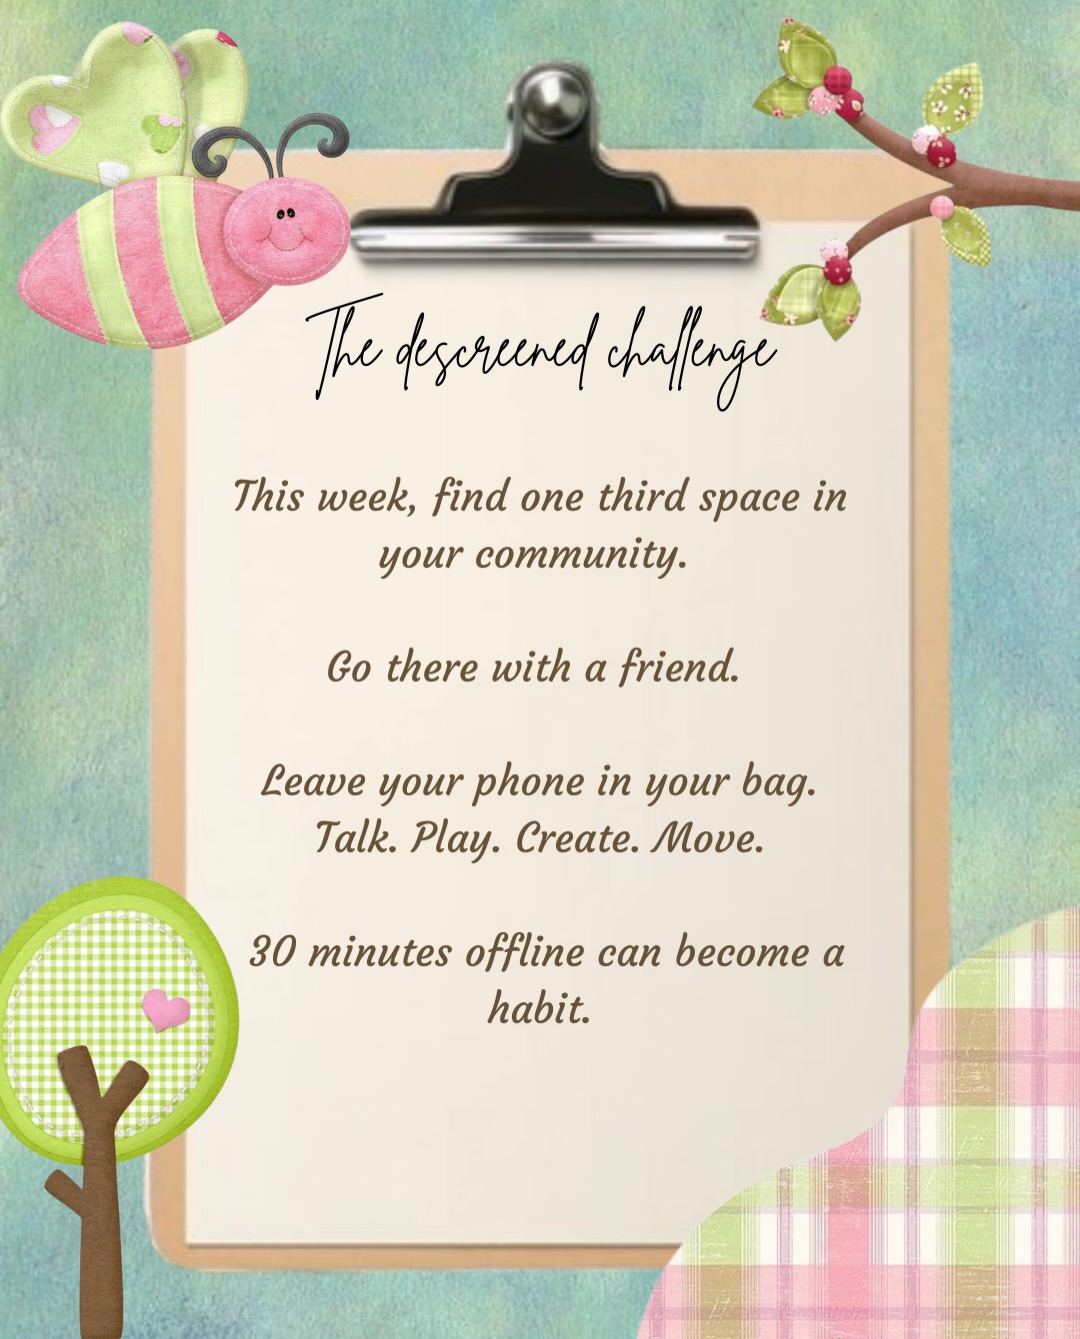 The descreened challenge
This week, find one third space in
your community.
Go there with a friend.
Leave your phone in your bag.
Talk. Play. Create. Move.
30 minutes offline can become a
habit.